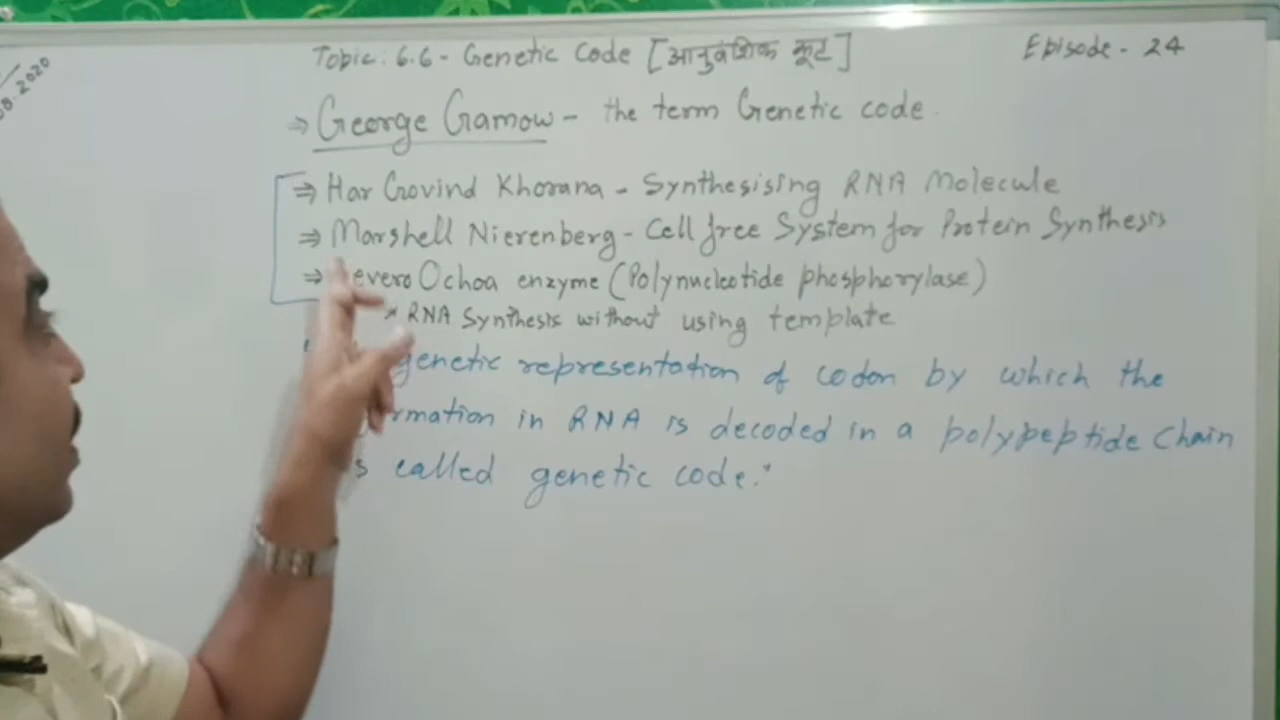 Topic: 6.6 - Genetic Code [आनुवंशिक कूट] Episode - 24
2020
⇒ George Gamow - the term Genetic code.
⇒ Har Govind Khorana - Synthesising RNA Molecule
⇒ Marshell Nierenberg - Cell free System for Protein Synthesis
⇒ Ochoa enzyme (Polynucleotide phosphorylase)
* RNA Synthesis without using template
genetic representation of codon by which the
in RNA is decoded in a polypeptide Chain
called genetic code."